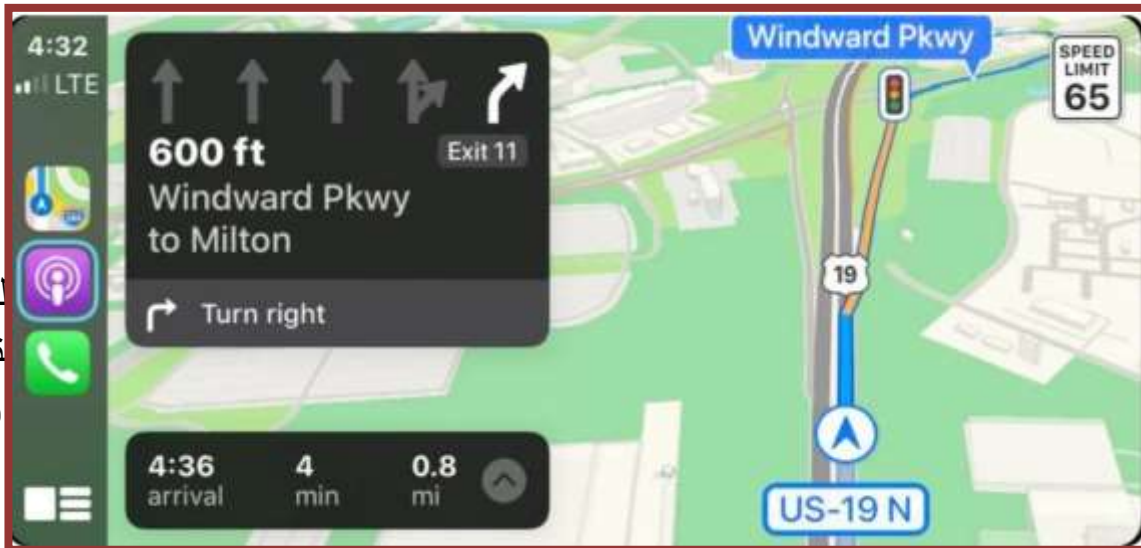 4:32
LTE
600 ft
Exit 11
Windward Pkwy
to Milton
Turn right
4:36
4
0.8
arrival
min
mi
Windward Pkwy
SPEED
LIMIT
65
19
US-19 N